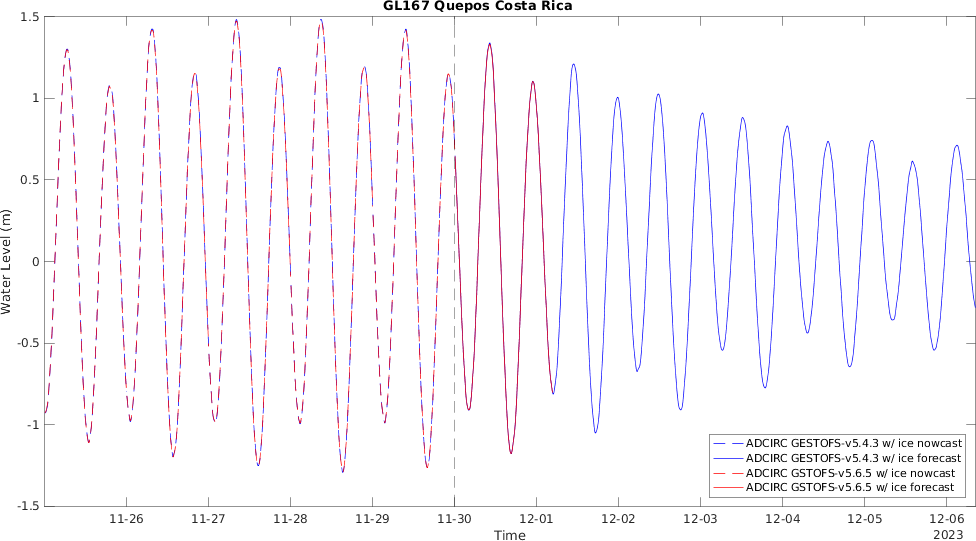 GL167 Quepos Costa Rica
1.5
1
0.5
0
-0.5
-1
-1.5
Water Level (m)
11-26
11-27
11-28
11-29
11-30
12-01
12-02
12-03
12-04
12-05
12-06
Time
2023
ADCIRC GESTOFS-v5.4.3 w/ ice nowcast
ADCIRC GESTOFS-v5.4.3 w/ ice forecast
ADCIRC GSTOFS-v5.6.5 w/ ice nowcast
ADCIRC GSTOFS-v5.6.5 w/ ice forecast